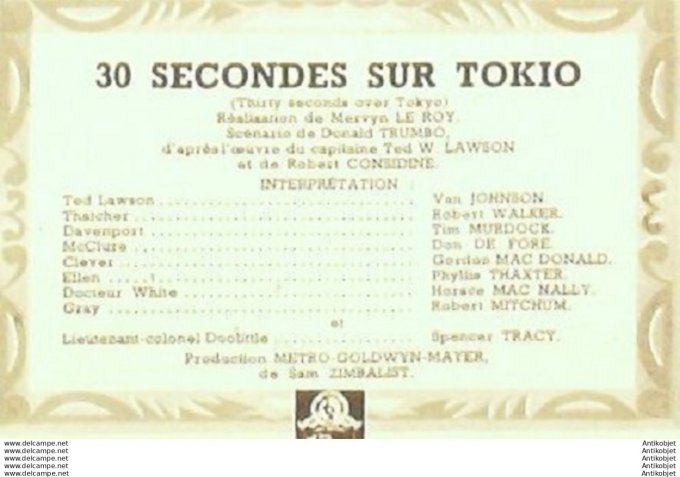 30 SECONDES SUR TOKIO
(Thirty seconds over Tokyo)
Réalisation de Mervyn LE ROY.
Scénario de Donald TRUMBO,
d'après l'œuvre du capitaine Ted W. LAWSON
et de Robert CONSIDINE.
INTERPRÉTATION :
Ted Lawson ........................ Van JOHNSON.
Thatcher ........................ Robert WALKER.
Davenport ........................ Tim MURDOCK.
McClure ........................ Don DE FORE.
Clever ........................ Gordon MAC DONALD.
Ellen ........................ Phyllis THAXTER.
Docteur White ........................ Horace MAC NALLY.
Gray ........................ Robert MITCHUM.
et
Lieutenant-colonel Doolittle .................. Spencer TRACY.
Production METRO-GOLDWYN-MAYER,
de Sam ZIMBALIST.
www.delcampe.net Antikobjet
www.delcampe.net Antikobjet
www.delcampe.net Antikobjet
www.delcampe.net Antikobjet
www.delcampe.net Antikobjet